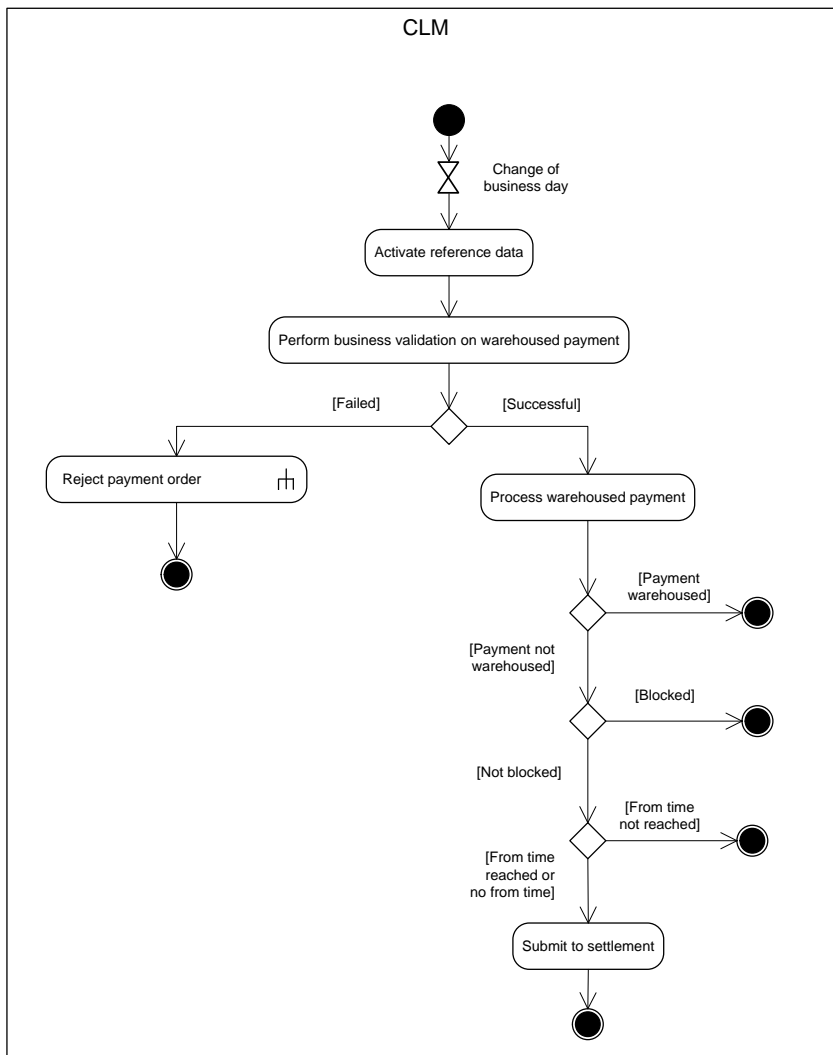 CLM
Change of
business day
Activate reference data
Perform business validation on warehoused payment
[Failed]
[Successful]
Reject payment order
Process warehoused payment
[Payment
warehoused]
[Payment not
warehoused]
[Blocked]
[Not blocked]
[From time
not reached]
[From time
reached or
no from time]
Submit to settlement